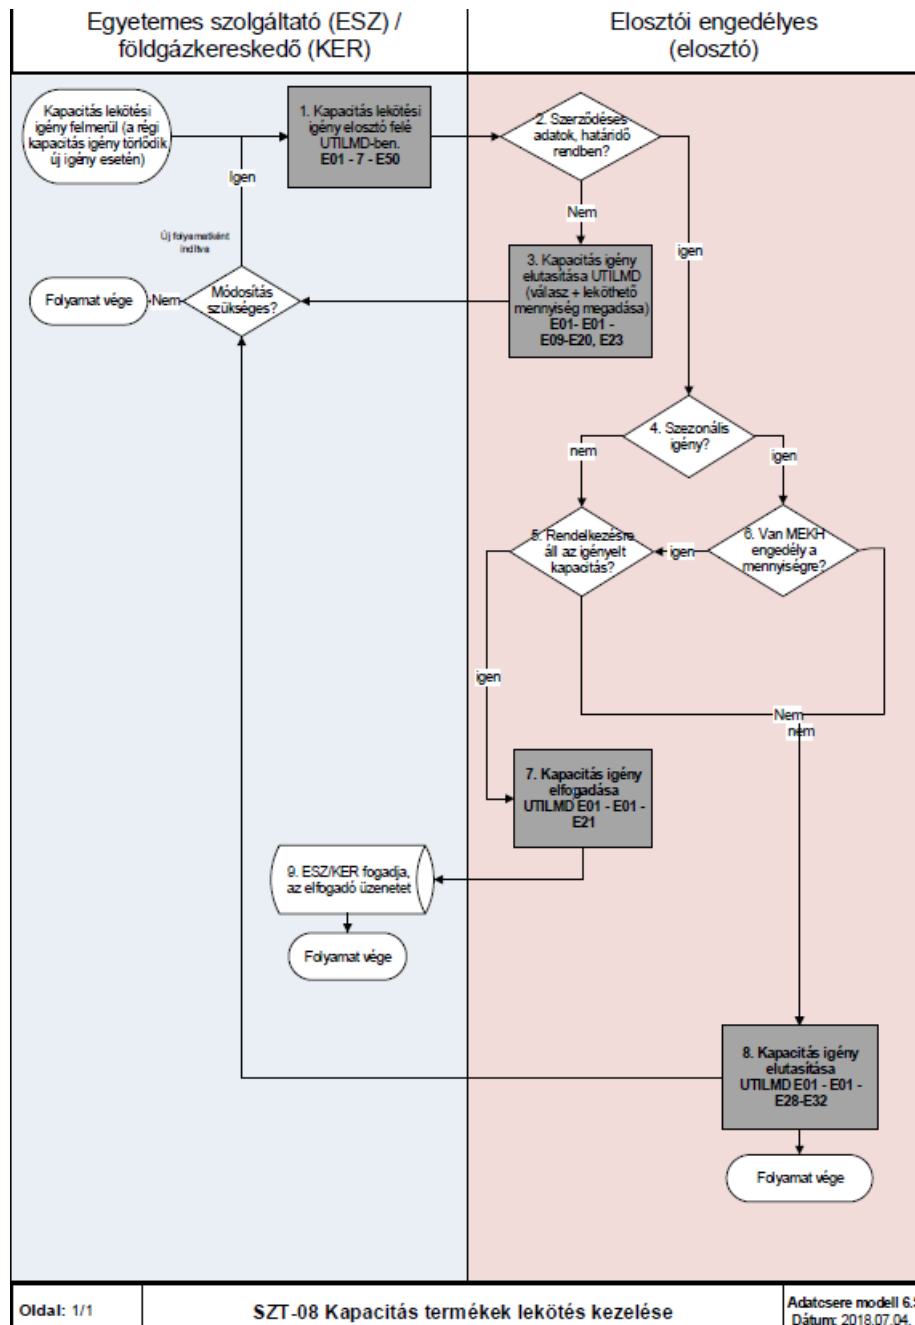 Egyetemes szolgáltató (ESZ) /
földgázkereskedő (KER)
Elosztói engedélyes
(elosztó)
Kapacitás lekötési
igény felmerül (a régi
kapacitás igény törlődik
új igény esetén)
1. Kapacitás lekötési
igény elosztó felé
UTILMD-ben.
E01 - 7 - E50
2. Szerződéses
adatok, határidő
rendben?
Igen
Nem
igen
Új folyamatként
indítva
3. Kapacitás igény
elutasítása UTILMD
(válasz + leköthető
mennyiség megadása)
E01- E01 -
E09-E20, E23
Folyamat vége
Nem
Módosítás
szükséges?
4. Szezonális
igény?
nem
igen
5. Rendelkezésre
áll az igényelt
kapacitás?
igen
6. Van MEKH
engedély a
mennyiségre?
igen
Nem
nem
7. Kapacitás igény
elfogadása
UTILMD E01 - E01 -
E21
9. ESZ/KER fogadja,
az elfogadó üzenetet
Folyamat vége
8. Kapacitás igény
elutasítása
UTILMD E01 - E01 -
E28-E32
Folyamat vége
Oldal: 1/1
SZT-08 Kapacitás termékek lekötés kezelése
Adatcsere modell 6.5
Dátum: 2018.07.04.